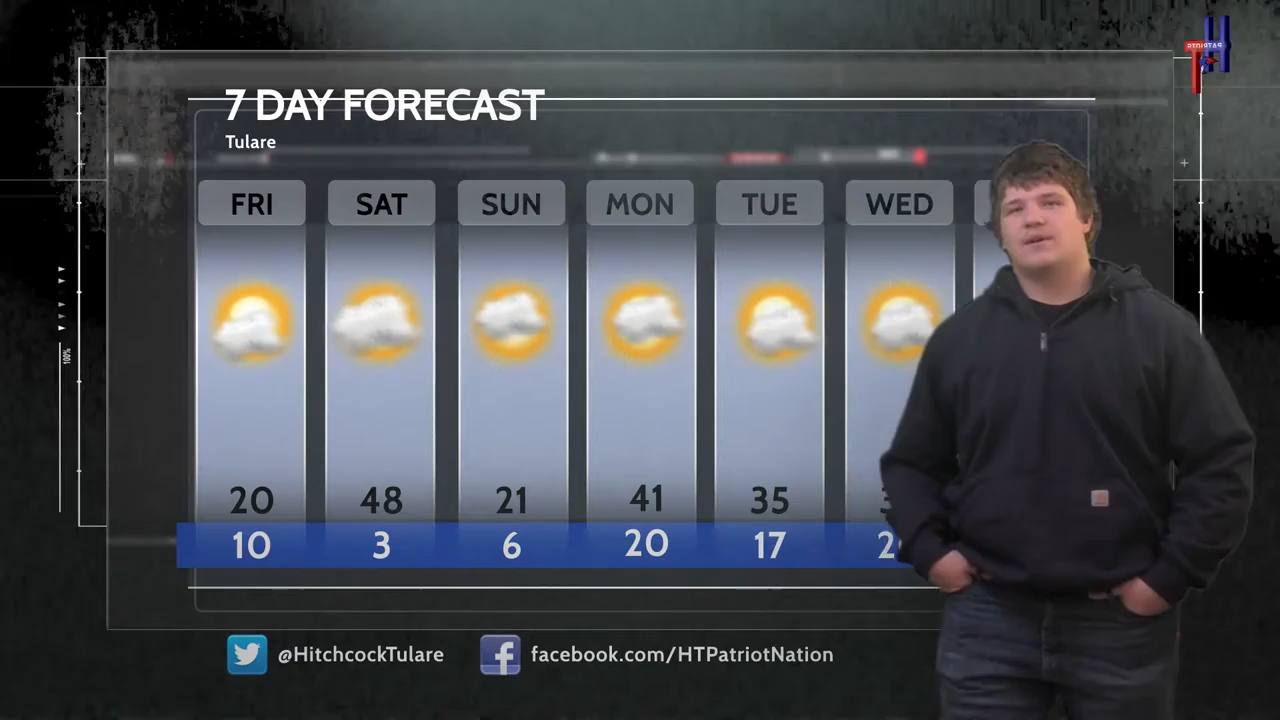 7 DAY FORECAST
Tulare
FRI SAT SUN MON TUE WED
20 48 21 41 35
10 3 6 20 17
100%
@HitchcockTulare facebook.com/HTPatriotNation